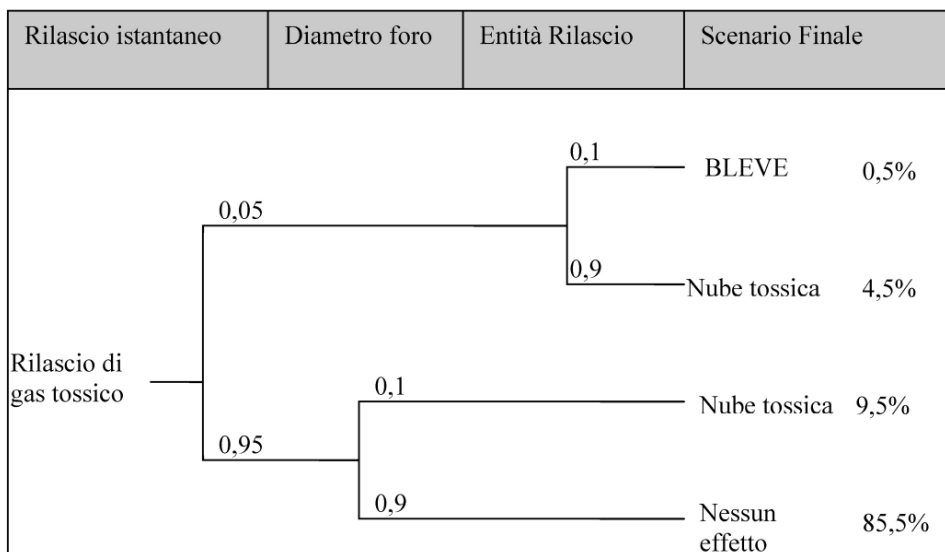 Rilascio istantaneo
Diametro foro
Entità Rilascio
Scenario Finale
0,1
BLEVE
0,5%
0,05
0,9
Nube tossica
4,5%
Rilascio di
gas tossico
0,1
Nube tossica
9,5%
0,95
0,9
Nessun
effetto
85,5%